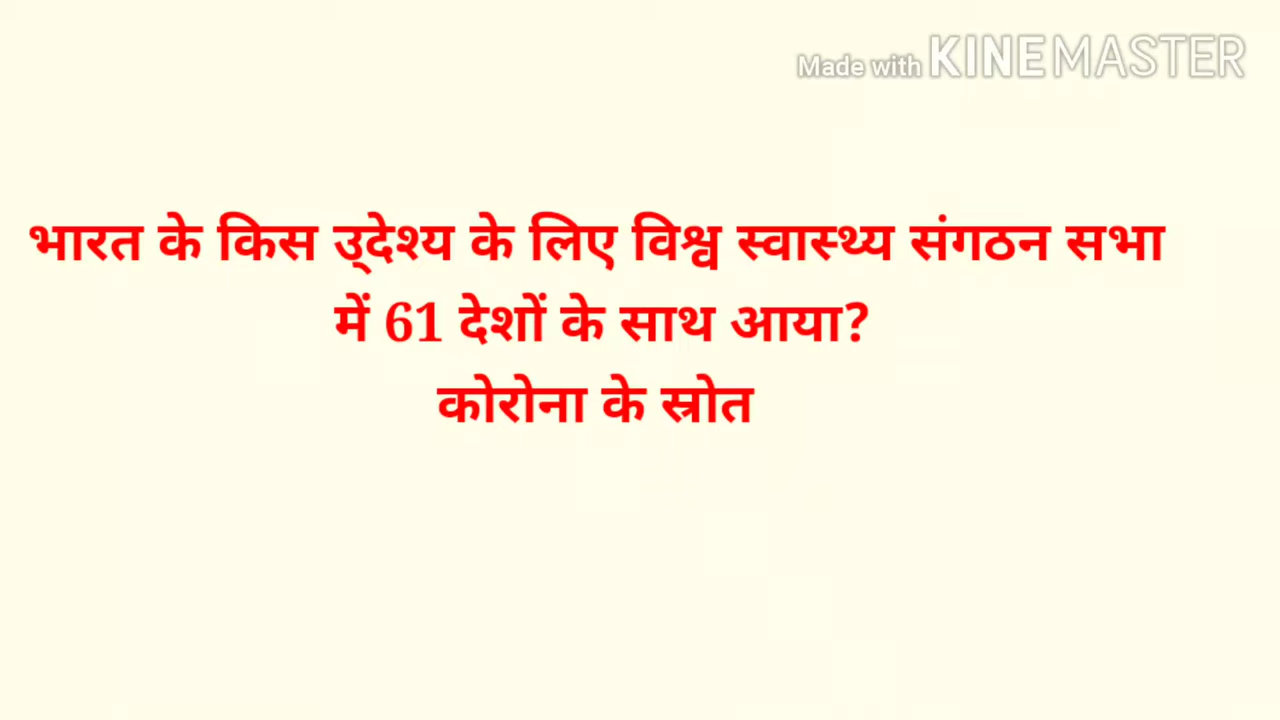 Made with KINEMASTER
भारत के किस उ्देश्य के लिए विश्व स्वास्थ्य संगठन सभा
में 61 देशों के साथ आया?
कोरोना के स्रोत